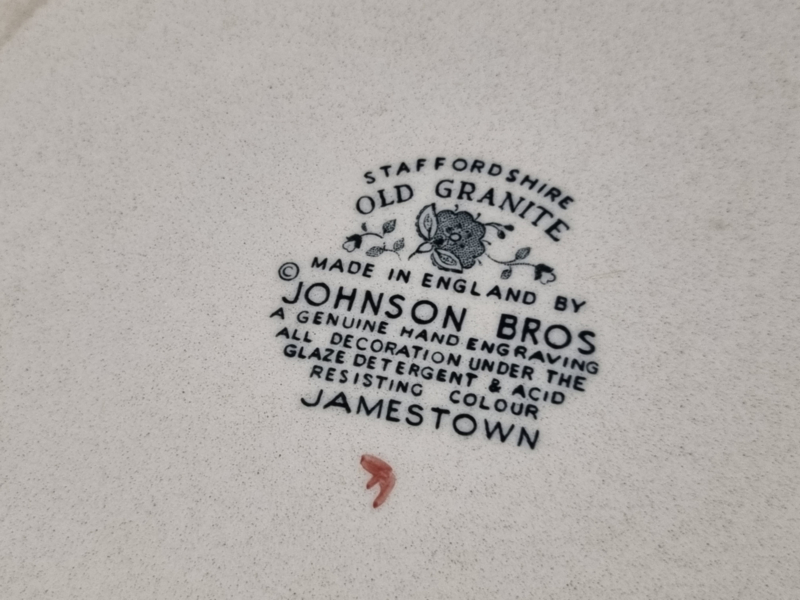 STAFFORDSHIRE
OLD GRANITE
© MADE IN ENGLAND BY
JOHNSON BROS
A GENUINE HAND ENGRAVING
ALL DECORATION UNDER THE
GLAZE DETERGENT & ACID
RESISTING COLOUR
JAMESTOWN